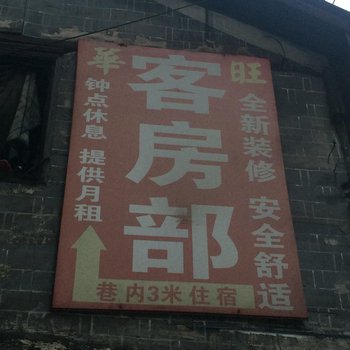 華旺
客房部
钟点休息 提供月租
全新装修 安全舒适
巷内3米住宿